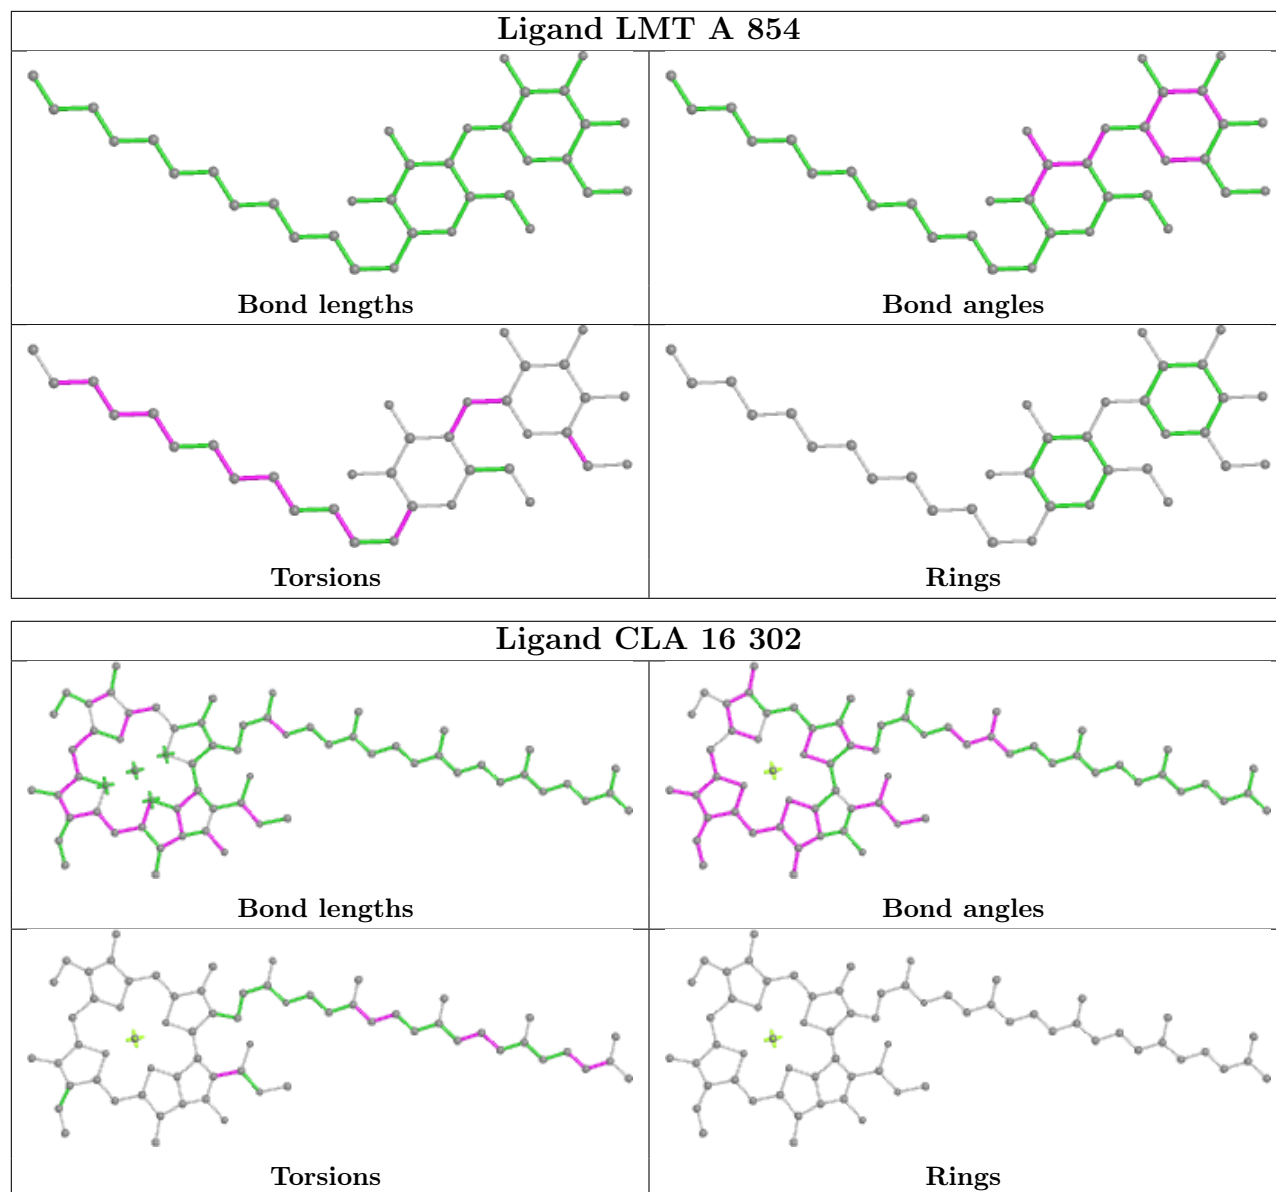 Ligand LMT A 854
Bond lengths
Bond angles
Torsions
Rings
Ligand CLA 16 302
Bond lengths
Bond angles
Torsions
Rings